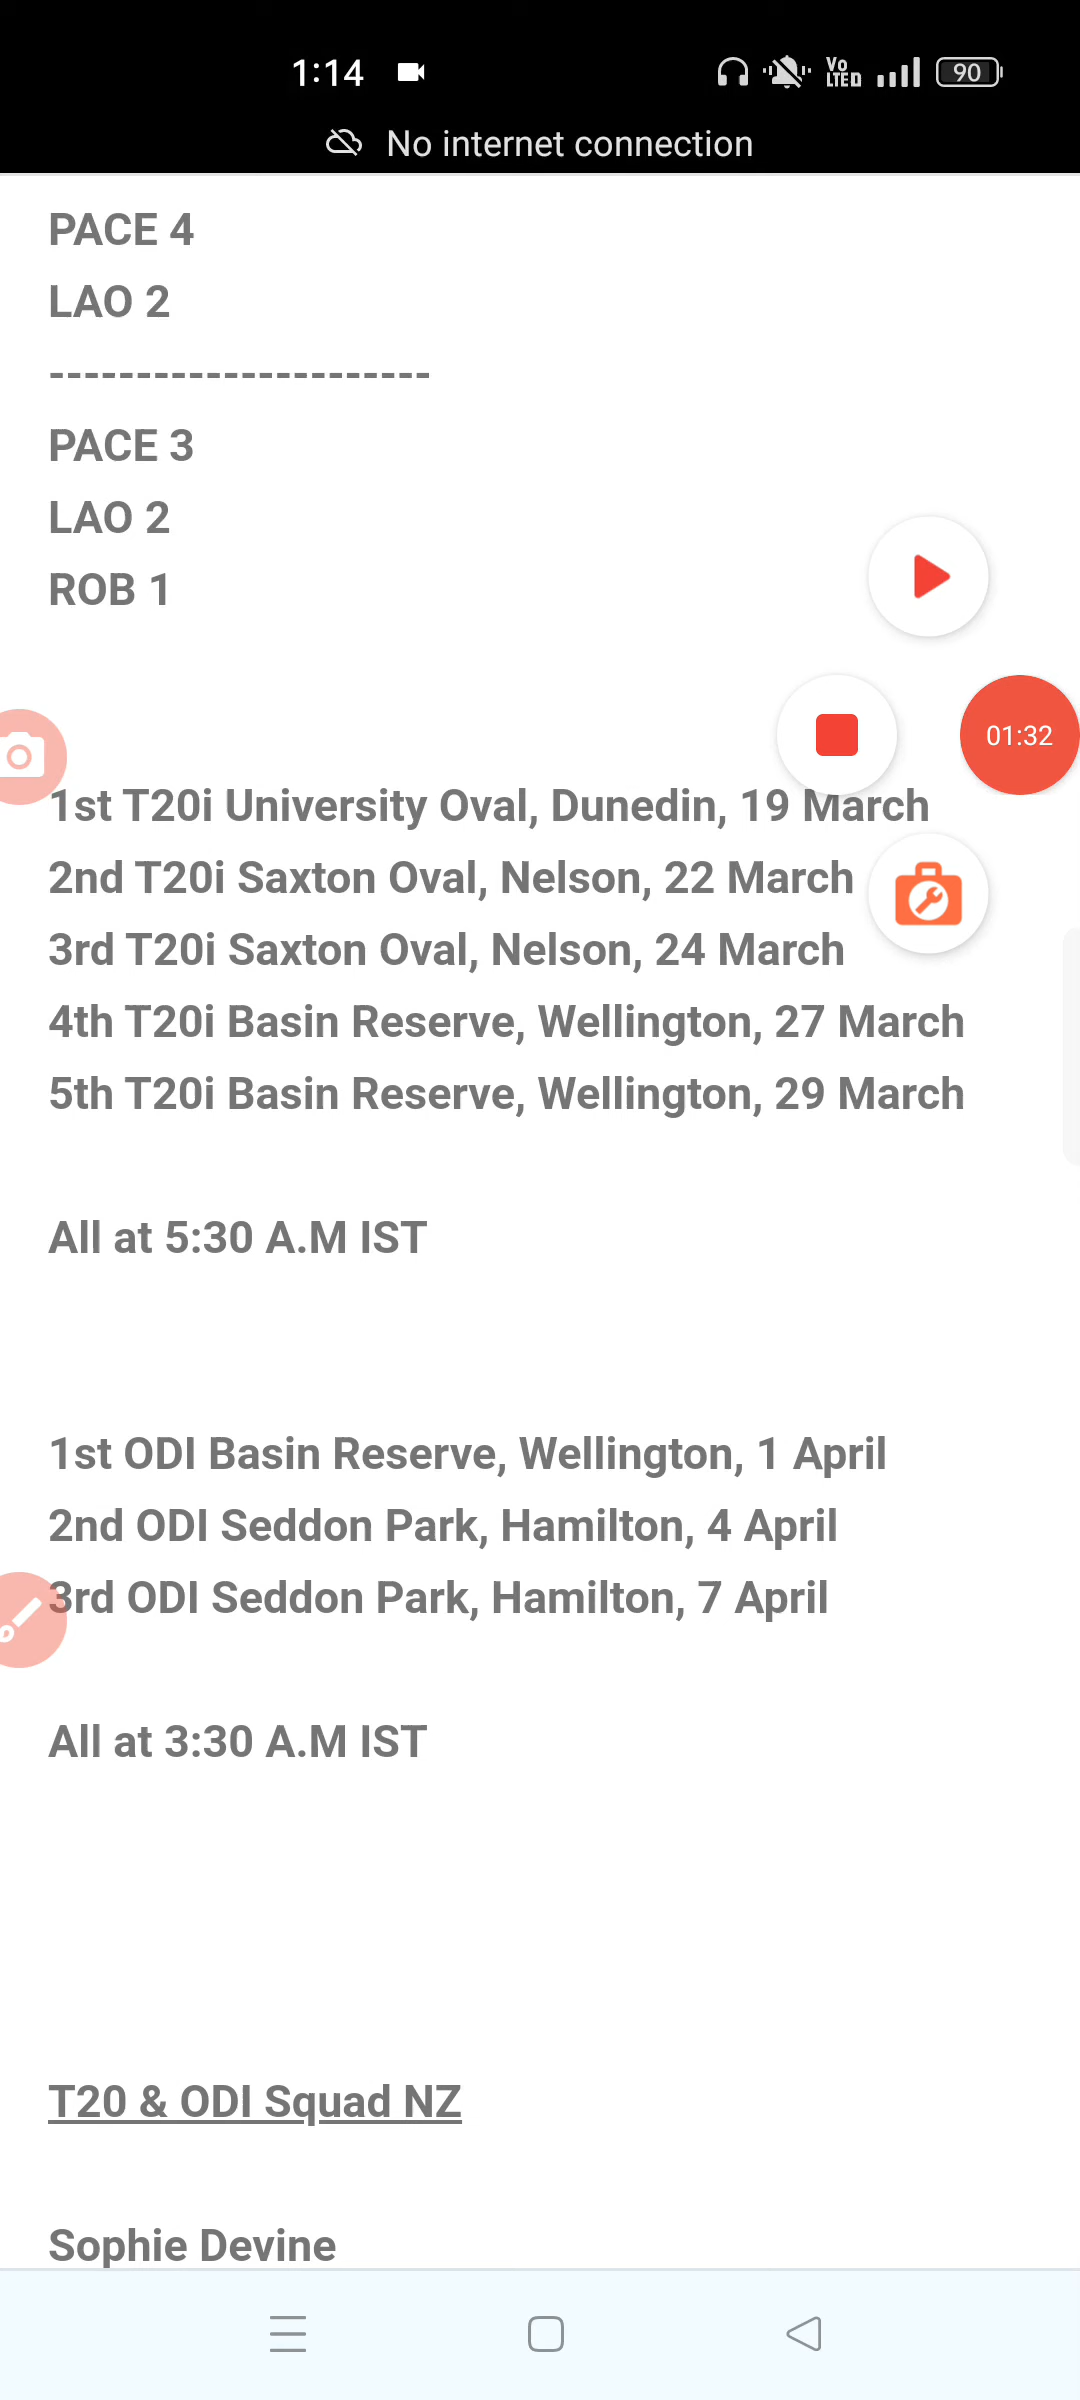 1:14
VoLTED
90
No internet connection
PACE 4
LAO 2
----------------------
PACE 3
LAO 2
ROB 1
01:32
1st T20i University Oval, Dunedin, 19 March
2nd T20i Saxton Oval, Nelson, 22 March
3rd T20i Saxton Oval, Nelson, 24 March
4th T20i Basin Reserve, Wellington, 27 March
5th T20i Basin Reserve, Wellington, 29 March
All at 5:30 A.M IST
1st ODI Basin Reserve, Wellington, 1 April
2nd ODI Seddon Park, Hamilton, 4 April
3rd ODI Seddon Park, Hamilton, 7 April
All at 3:30 A.M IST
T20 & ODI Squad NZ
Sophie Devine